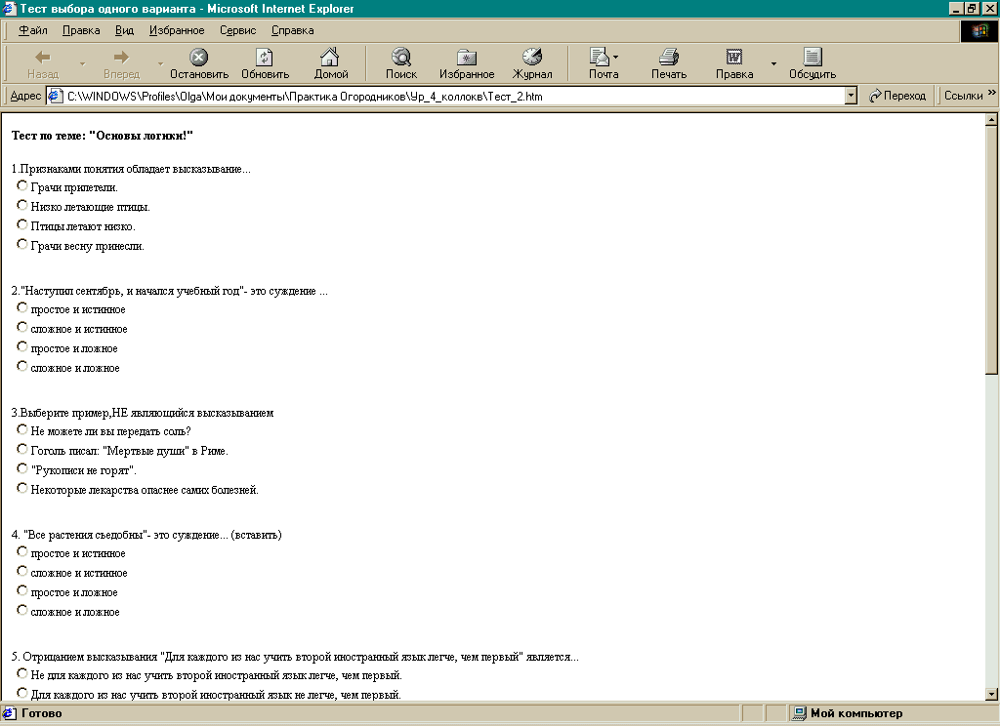 Тест выбора одного варианта - Microsoft Internet Explorer
Файл Правка Вид Избранное Сервис Справка
Назад Вперед Остановить Обновить Домой Поиск Избранное Журнал Почта Печать Правка Обсудить
Адрес C:\WINDOWS\Profiles\Olga\Мои документы\Практика Огородников\Ур_4_коллокв\Тест_2.htm Переход Ссылки »
Тест по теме: "Основы логики!"
1.Признаками понятия обладает высказывание...
Грачи прилетели.
Низко летающие птицы.
Птицы летают низко.
Грачи весну принесли.
2."Наступил сентябрь, и начался учебный год"- это суждение ...
простое и истинное
сложное и истинное
простое и ложное
сложное и ложное
3.Выберите пример,НЕ являющийся высказыванием
Не можете ли вы передать соль?
Гоголь писал: "Мертвые души" в Риме.
"Рукописи не горят".
Некоторые лекарства опаснее самих болезней.
4. "Все растения съедобны"- это суждение... (вставить)
простое и истинное
сложное и истинное
простое и ложное
сложное и ложное
5. Отрицанием высказывания "Для каждого из нас учить второй иностранный язык легче, чем первый" является...
Не для каждого из нас учить второй иностранный язык легче, чем первый.
Для каждого из нас учить второй иностранный язык не легче, чем первый.
Готово Мой компьютер